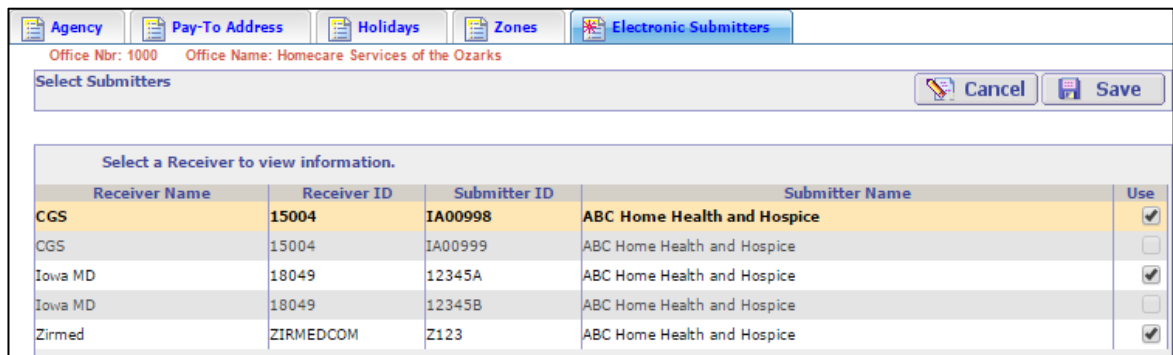 Agency Pay-To Address Holidays Zones Electronic Submitters
Office Nbr: 1000 Office Name: Homecare Services of the Ozarks
Select Submitters Cancel Save
Select a Receiver to view information.
Receiver Name Receiver ID Submitter ID Submitter Name Use
CGS 15004 IA00998 ABC Home Health and Hospice
CGS 15004 IA00999 ABC Home Health and Hospice
Iowa MD 18049 12345A ABC Home Health and Hospice
Iowa MD 18049 12345B ABC Home Health and Hospice
Zirmed ZIRMEDCOM Z123 ABC Home Health and Hospice